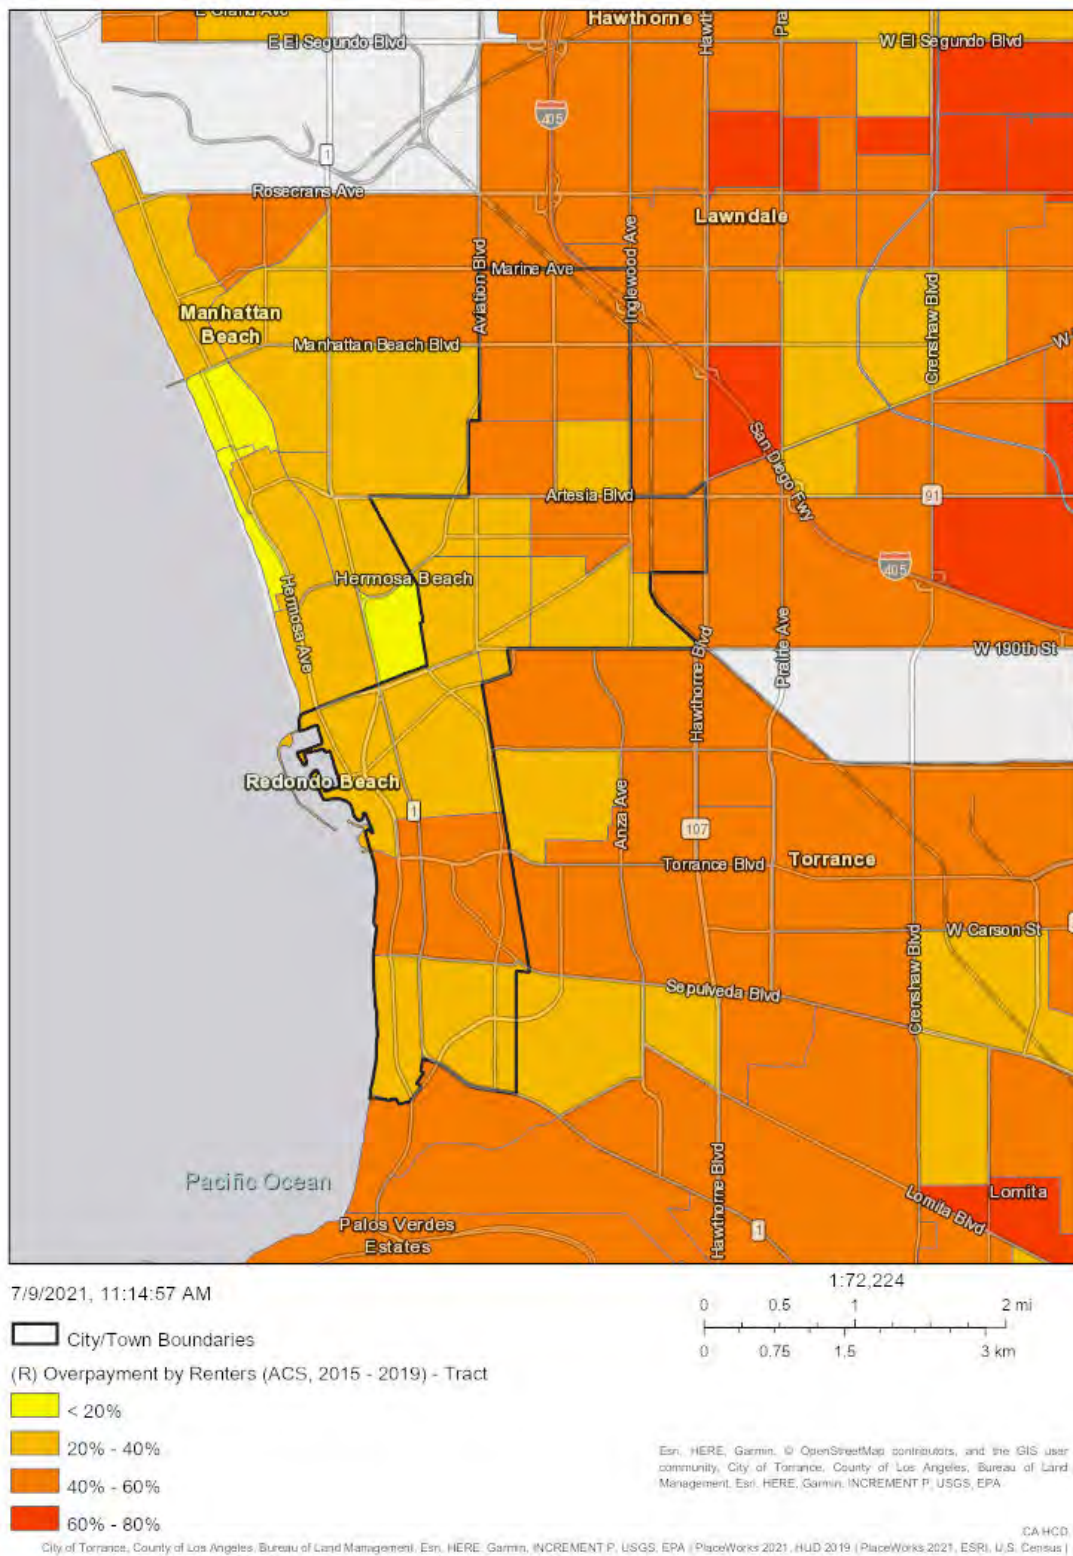 E Grand Ave
Hawthorne
E El Segundo Blvd
W El Segundo Blvd
405
1
Rosecrans Ave
Lawndale
Inglewood Ave
Aviation Blvd
Marine Ave
Crenshaw Blvd
Manhattan
Beach
Manhattan Beach Blvd
San Diego Fwy
Artesia Blvd
91
405
Hermosa Beach
Hermosa Ave
W 190th St
Prairie Ave
Hawthorne Blvd
Redondo Beach
1
Anza Ave
107
Torrance Blvd
Torrance
W Carson St
Sepulveda Blvd
Crenshaw Blvd
Pacific Ocean
Lomita
Lomita Blvd
Hawthorne Blvd
1
Palos Verdes
Estates
7/9/2021, 11:14:57 AM
1:72,224
0 0.5 1 2 mi
0 0.75 1.5 3 km
City/Town Boundaries
(R) Overpayment by Renters (ACS, 2015 - 2019) - Tract
< 20%
20% - 40%
40% - 60%
60% - 80%
Esri, HERE, Garmin, © OpenStreetMap contributors, and the GIS user
community, City of Torrance, County of Los Angeles, Bureau of Land
Management, Esri, HERE, Garmin, INCREMENT P, USGS, EPA
CA HCD
City of Torrance, County of Los Angeles, Bureau of Land Management, Esri, HERE, Garmin, INCREMENT P, USGS, EPA | PlaceWorks 2021, HUD 2019 | PlaceWorks 2021, ESRI, U.S. Census |